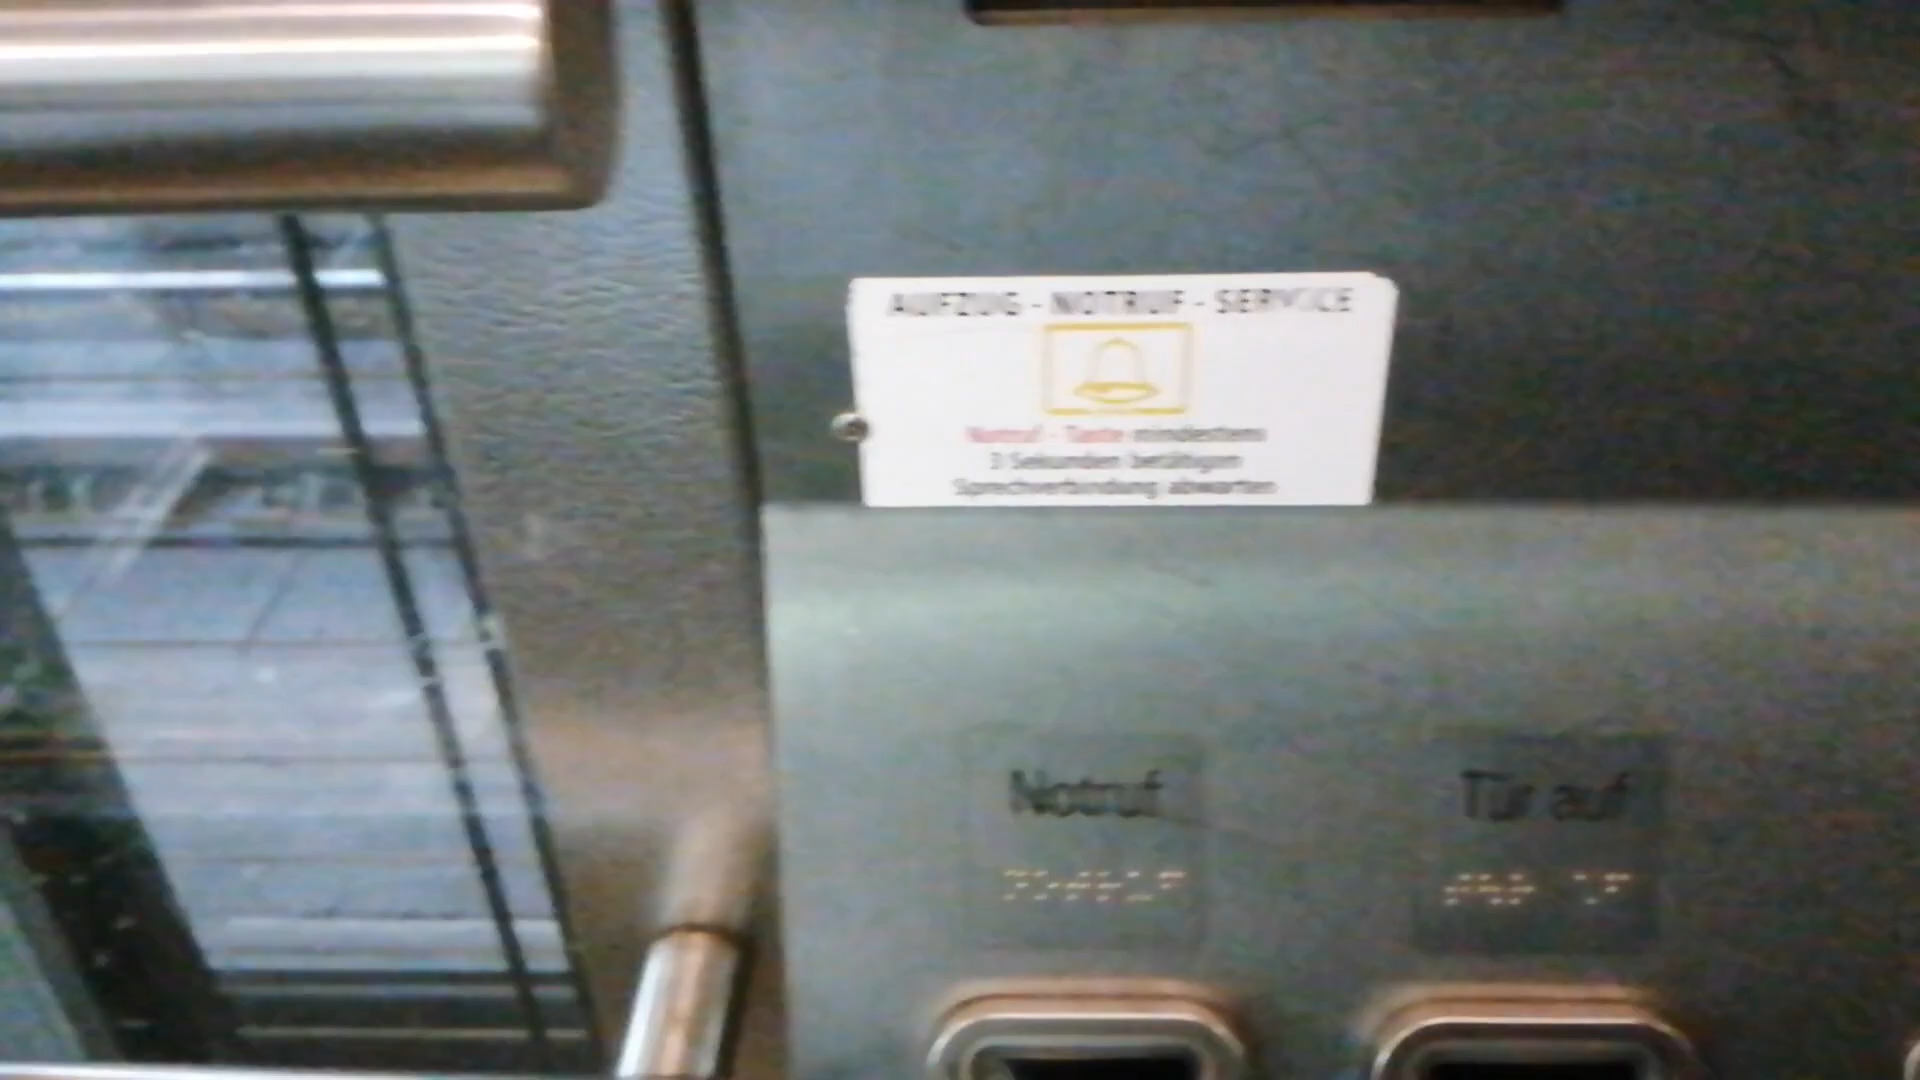 AUFZUG - NOTRUF - SERVICE
Notruf - Taste mindestens
3 Sekunden betätigen
Sprechverbindung abwarten
Notruf
Tür auf